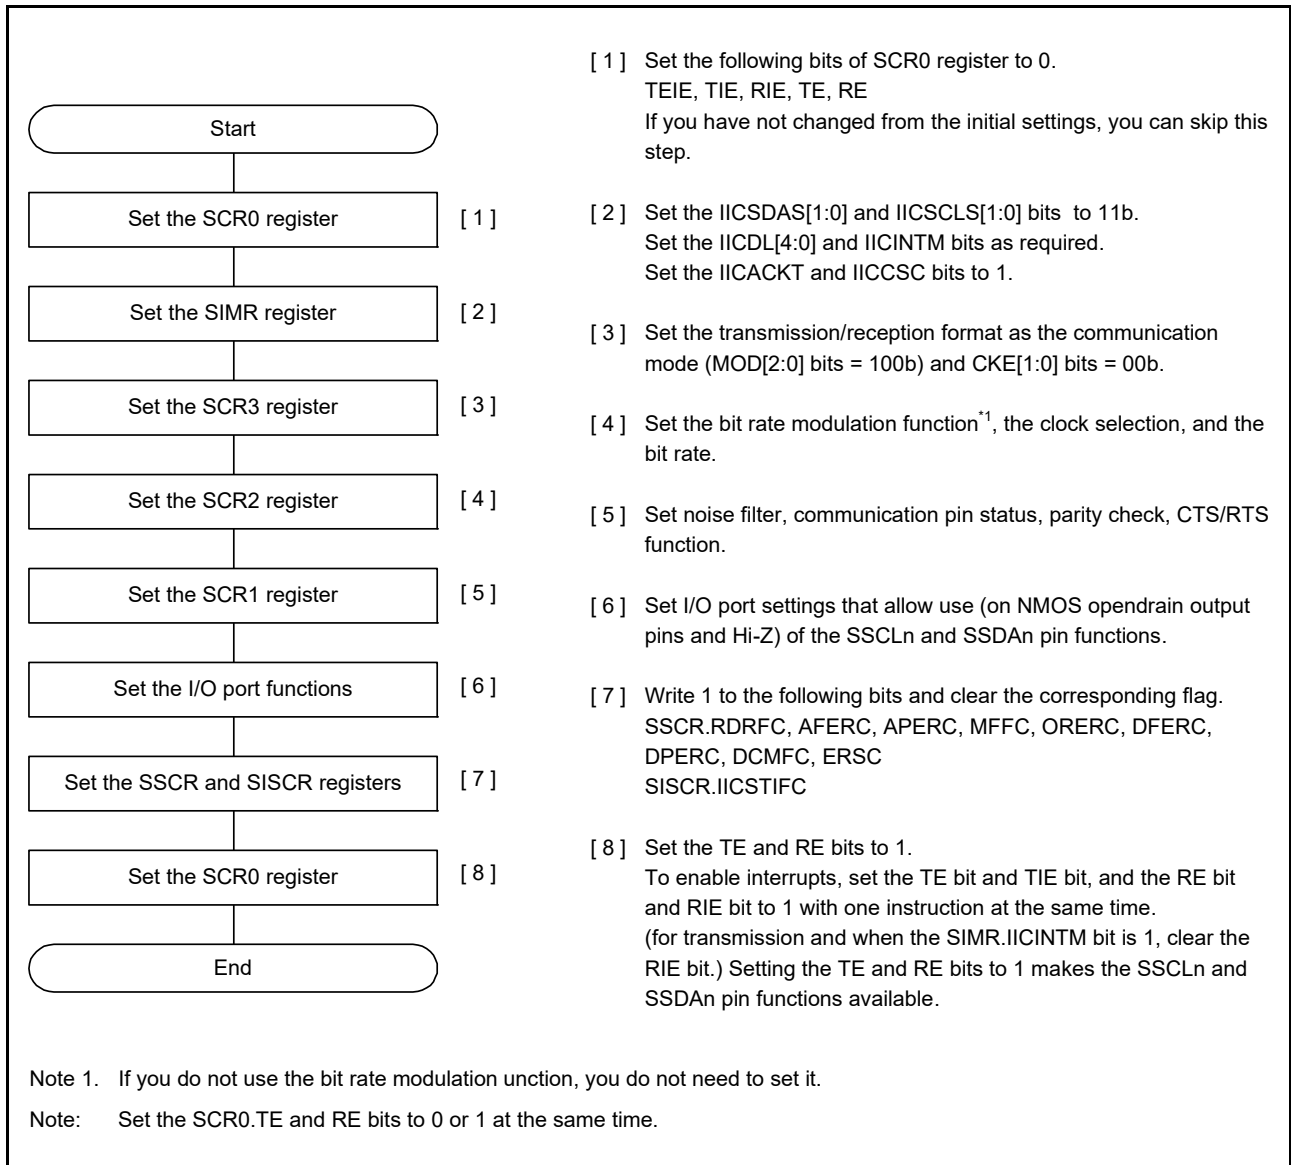 Start
Set the SCR0 register
[ 1 ]
Set the SIMR register
[ 2 ]
Set the SCR3 register
[ 3 ]
Set the SCR2 register
[ 4 ]
Set the SCR1 register
[ 5 ]
Set the I/O port functions
[ 6 ]
Set the SSCR and SISCR registers
[ 7 ]
Set the SCR0 register
[ 8 ]
End
[ 1 ] Set the following bits of SCR0 register to 0.
TEIE, TIE, RIE, TE, RE
If you have not changed from the initial settings, you can skip this
step.
[ 2 ] Set the IICSDAS[1:0] and IICSCLS[1:0] bits to 11b.
Set the IICDL[4:0] and IICINTM bits as required.
Set the IICACKT and IICCSC bits to 1.
[ 3 ] Set the transmission/reception format as the communication
mode (MOD[2:0] bits = 100b) and CKE[1:0] bits = 00b.
[ 4 ] Set the bit rate modulation function*1, the clock selection, and the
bit rate.
[ 5 ] Set noise filter, communication pin status, parity check, CTS/RTS
function.
[ 6 ] Set I/O port settings that allow use (on NMOS opendrain output
pins and Hi-Z) of the SSCLn and SSDAn pin functions.
[ 7 ] Write 1 to the following bits and clear the corresponding flag.
SSCR.RDRFC, AFERC, APERC, MFFC, ORERC, DFERC,
DPERC, DCMFC, ERSC
SISCR.IICSTIFC
[ 8 ] Set the TE and RE bits to 1.
To enable interrupts, set the TE bit and TIE bit, and the RE bit
and RIE bit to 1 with one instruction at the same time.
(for transmission and when the SIMR.IICINTM bit is 1, clear the
RIE bit.) Setting the TE and RE bits to 1 makes the SSCLn and
SSDAn pin functions available.
Note 1. If you do not use the bit rate modulation unction, you do not need to set it.
Note: Set the SCR0.TE and RE bits to 0 or 1 at the same time.